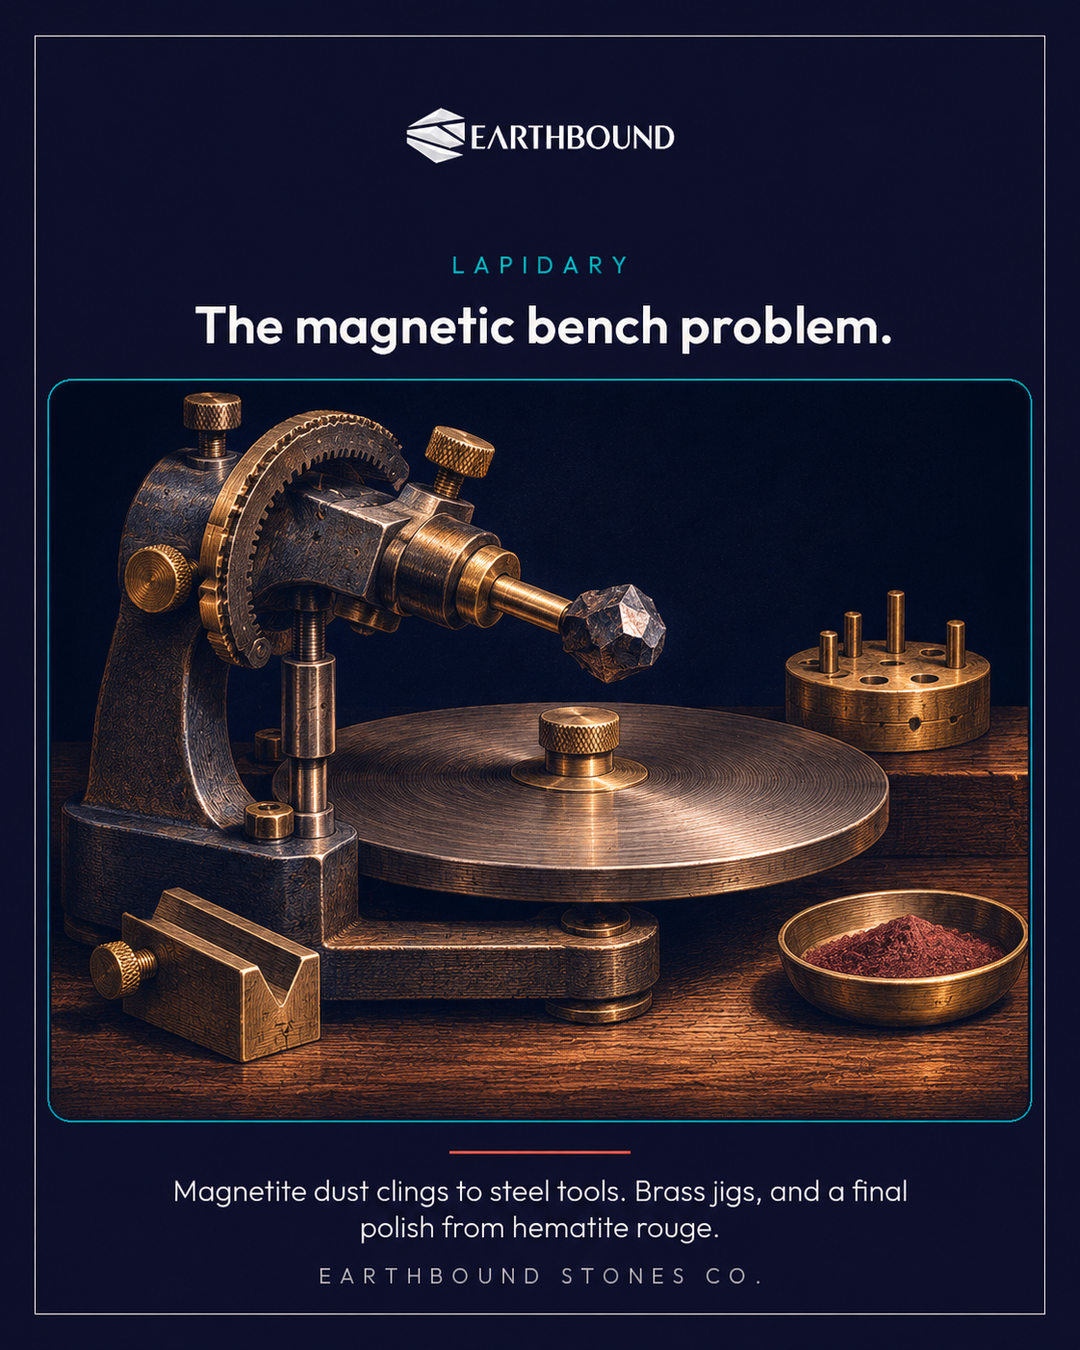 EARTHBOUND
LAPIDARY
The magnetic bench problem.
Magnetite dust clings to steel tools. Brass jigs, and a final
polish from hematite rouge.
EARTHBOUND STONES CO.